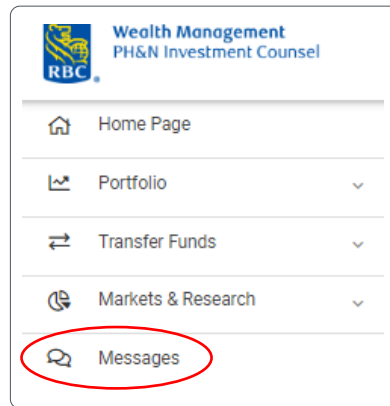 Wealth Management
PH&N Investment Counsel
RBC
Home Page
Portfolio
Transfer Funds
Markets & Research
Messages